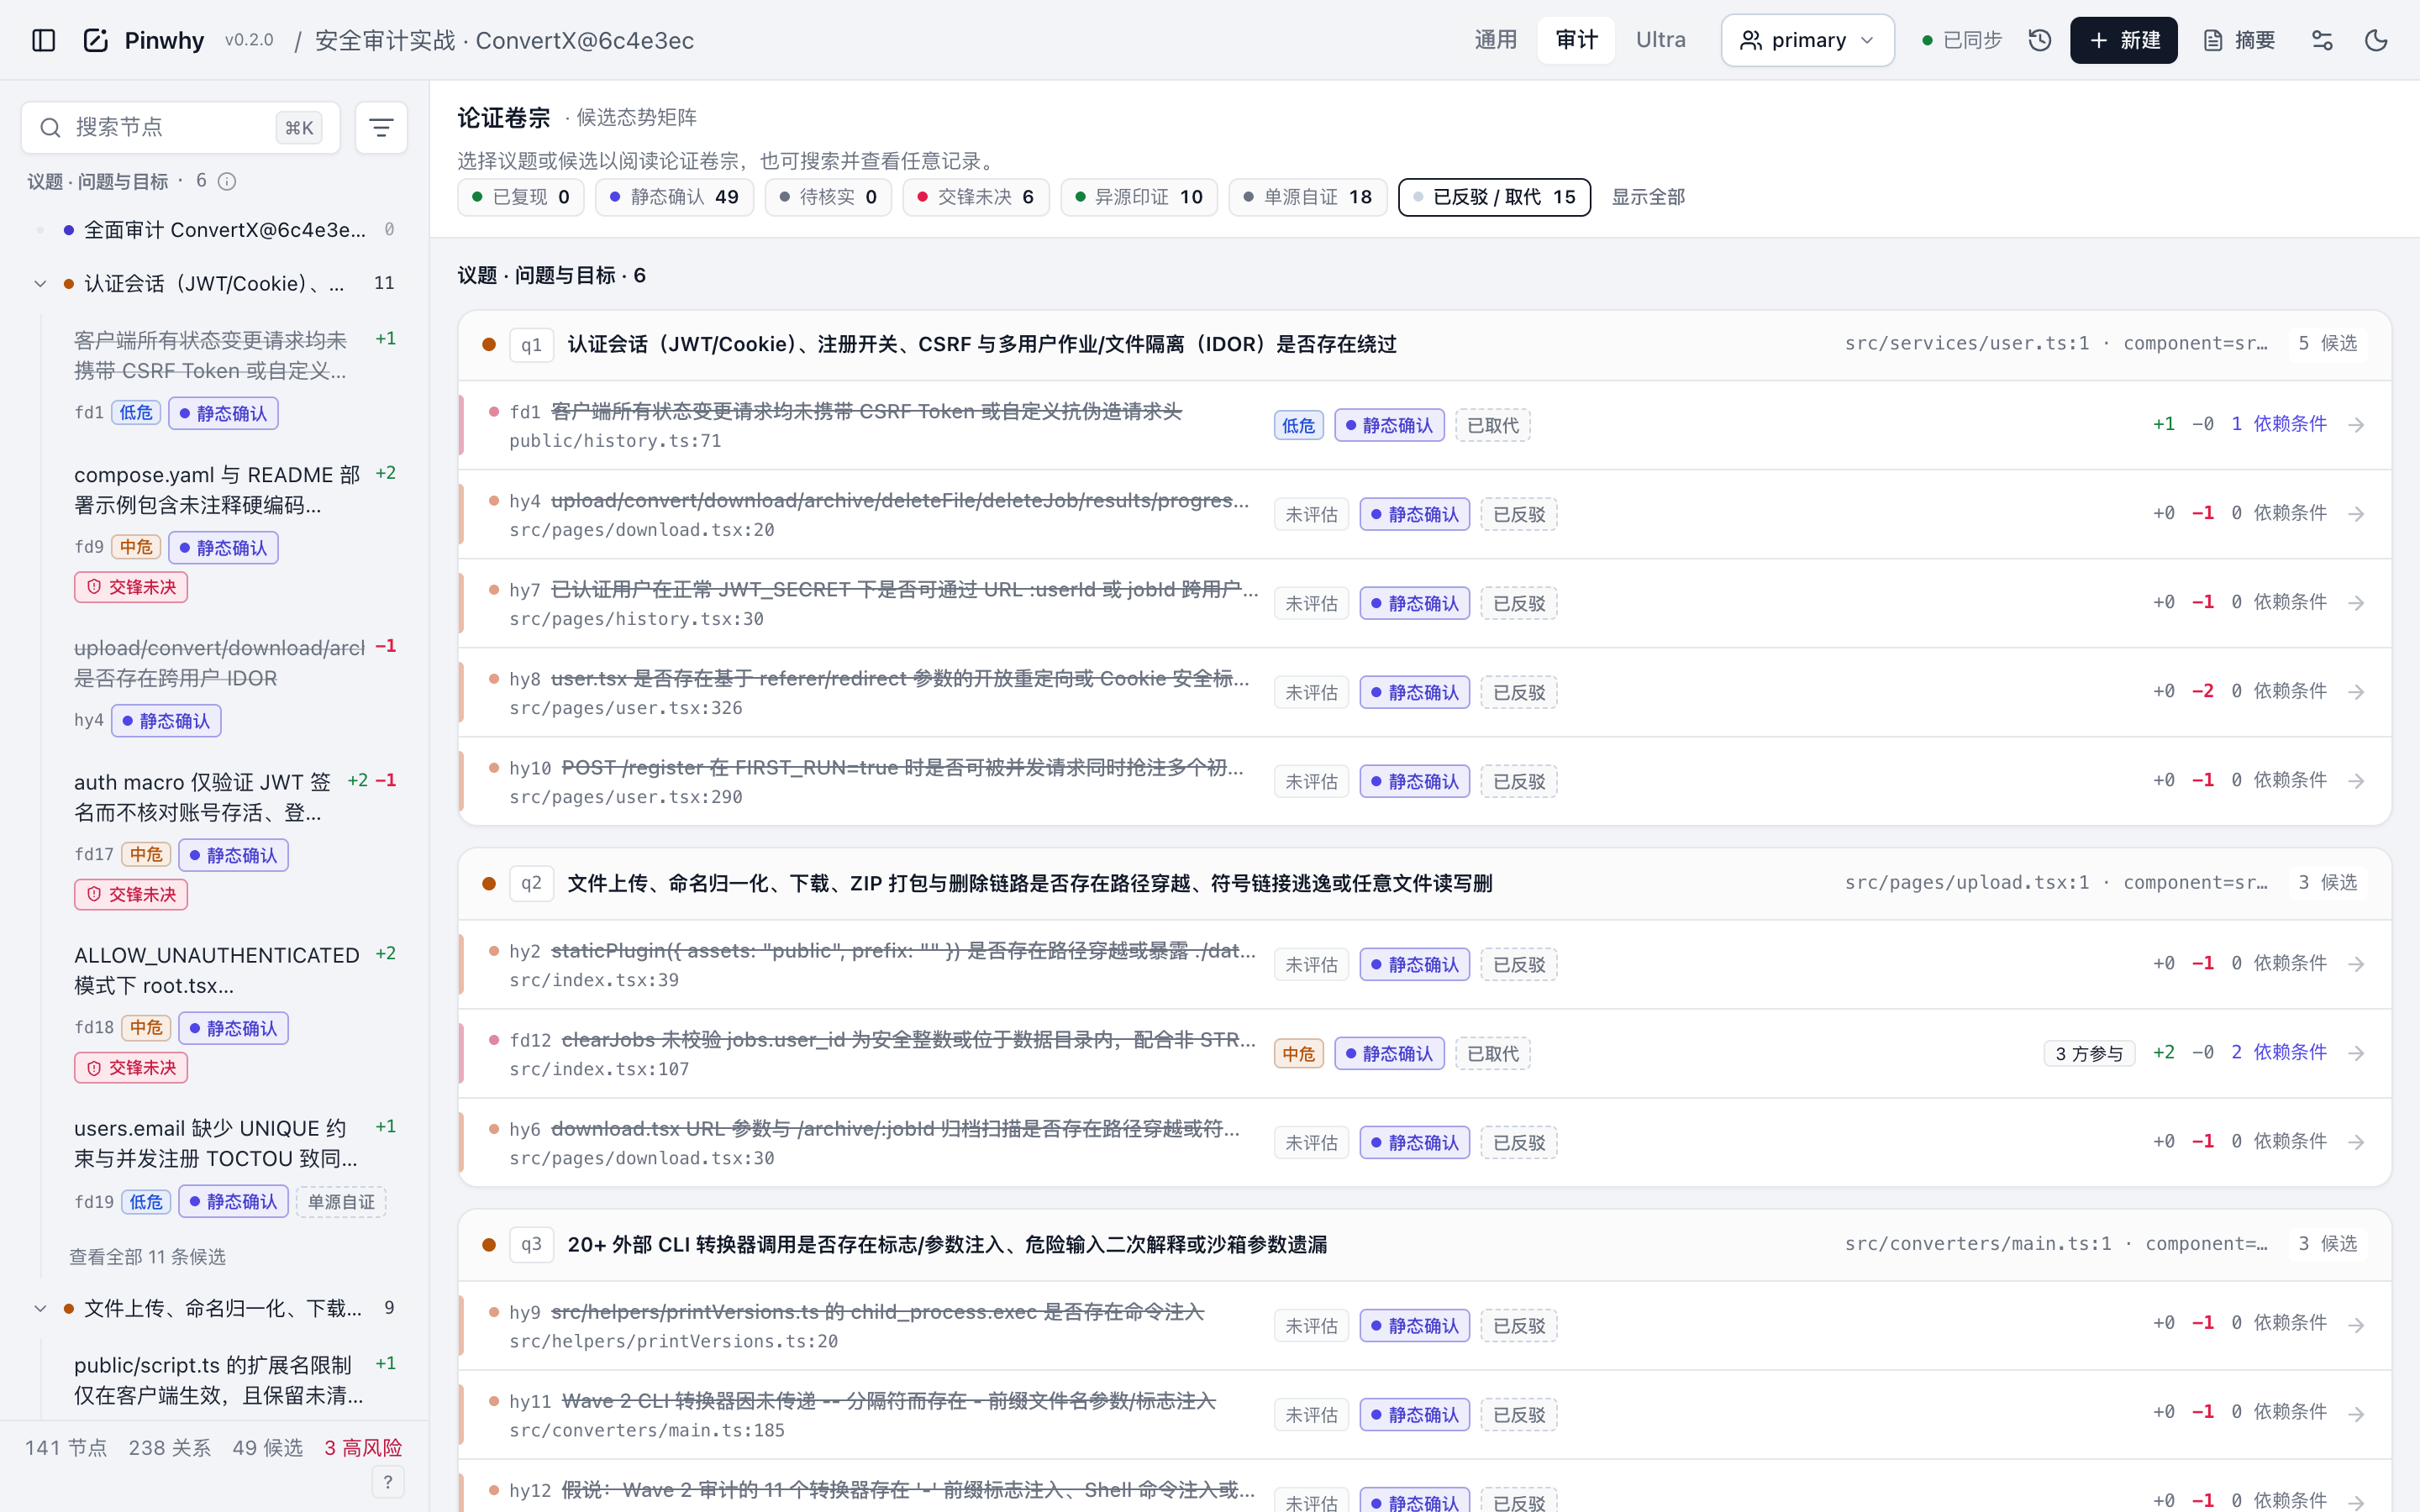 Pinwhy v0.2.0 / 安全审计实战 · ConvertX@6c4e3ec
通用 审计 Ultra primary 已同步 新建 摘要
搜索节点 ⌘K
议题 · 问题与目标 · 6
全面审计 ConvertX@6c4e3e... 0
认证会话（JWT/Cookie）、... 11
客户端所有状态变更请求均未 +1
携带 CSRF Token 或自定义...
fd1 低危 静态确认
compose.yaml 与 README 部 +2
署示例包含未注释硬编码...
fd9 中危 静态确认
交锋未决
upload/convert/download/arcl −1
是否存在跨用户 IDOR
hy4 静态确认
auth macro 仅验证 JWT 签 +2 −1
名而不核对账号存活、登...
fd17 中危 静态确认
交锋未决
ALLOW_UNAUTHENTICATED +2
模式下 root.tsx...
fd18 中危 静态确认
交锋未决
users.email 缺少 UNIQUE 约 +1
束与并发注册 TOCTOU 致同...
fd19 低危 静态确认 单源自证
查看全部 11 条候选
文件上传、命名归一化、下载... 9
public/script.ts 的扩展名限制 +1
仅在客户端生效，且保留未清...
141 节点 238 关系 49 候选 3 高风险
?
论证卷宗 · 候选态势矩阵
选择议题或候选以阅读论证卷宗，也可搜索并查看任意记录。
已复现 0 静态确认 49 待核实 0 交锋未决 6 异源印证 10 单源自证 18 已反驳 / 取代 15 显示全部
议题 · 问题与目标 · 6
q1 认证会话（JWT/Cookie）、注册开关、CSRF 与多用户作业/文件隔离（IDOR）是否存在绕过 src/services/user.ts:1 · component=sr… 5 候选
fd1 客户端所有状态变更请求均未携带 CSRF Token 或自定义抗伪造请求头 低危 静态确认 已取代 +1 −0 1 依赖条件
public/history.ts:71
hy4 upload/convert/download/archive/deleteFile/deleteJob/results/progres... 未评估 静态确认 已反驳 +0 −1 0 依赖条件
src/pages/download.tsx:20
hy7 已认证用户在正常 JWT_SECRET 下是否可通过 URL :userId 或 jobId 跨用户... 未评估 静态确认 已反驳 +0 −1 0 依赖条件
src/pages/history.tsx:30
hy8 user.tsx 是否存在基于 referer/redirect 参数的开放重定向或 Cookie 安全标... 未评估 静态确认 已反驳 +0 −2 0 依赖条件
src/pages/user.tsx:326
hy10 POST /register 在 FIRST_RUN=true 时是否可被并发请求同时抢注多个初... 未评估 静态确认 已反驳 +0 −1 0 依赖条件
src/pages/user.tsx:290
q2 文件上传、命名归一化、下载、ZIP 打包与删除链路是否存在路径穿越、符号链接逃逸或任意文件读写删 src/pages/upload.tsx:1 · component=sr… 3 候选
hy2 staticPlugin({ assets: "public", prefix: "" }) 是否存在路径穿越或暴露 ./dat... 未评估 静态确认 已反驳 +0 −1 0 依赖条件
src/index.tsx:39
fd12 clearJobs 未校验 jobs.user_id 为安全整数或位于数据目录内，配合非 STR... 中危 静态确认 已取代 3 方参与 +2 −0 2 依赖条件
src/index.tsx:107
hy6 download.tsx URL 参数与 /archive/:jobId 归档扫描是否存在路径穿越或符... 未评估 静态确认 已反驳 +0 −1 0 依赖条件
src/pages/download.tsx:30
q3 20+ 外部 CLI 转换器调用是否存在标志/参数注入、危险输入二次解释或沙箱参数遗漏 src/converters/main.ts:1 · component=… 3 候选
hy9 src/helpers/printVersions.ts 的 child_process.exec 是否存在命令注入 未评估 静态确认 已反驳 +0 −1 0 依赖条件
src/helpers/printVersions.ts:20
hy11 Wave 2 CLI 转换器因未传递 -- 分隔符而存在 - 前缀文件名参数/标志注入 未评估 静态确认 已反驳 +0 −1 0 依赖条件
src/converters/main.ts:185
hy12 假说：Wave 2 审计的 11 个转换器存在 '-' 前缀标志注入、Shell 命令注入或... 未评估 静态确认 已反驳 +0 −1 0 依赖条件